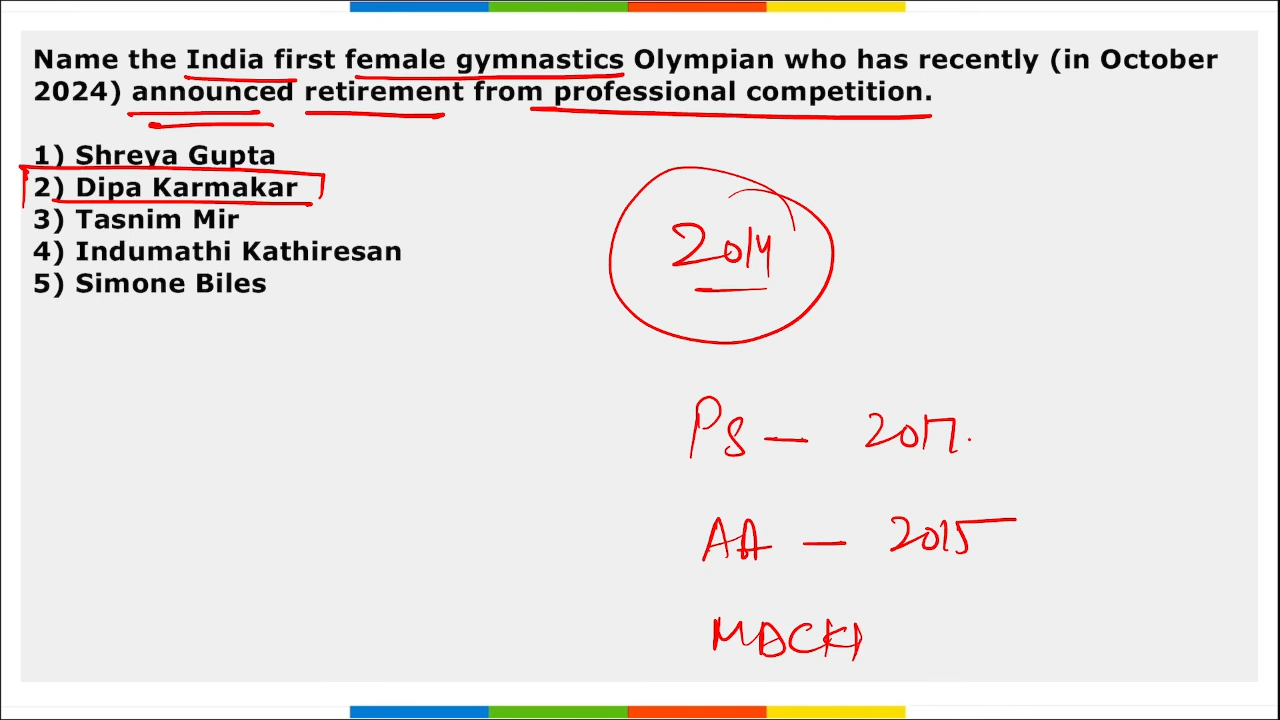 Name the India first female gymnastics Olympian who has recently (in October
2024) announced retirement from professional competition.
1) Shreya Gupta
2) Dipa Karmakar
3) Tasnim Mir
4) Indumathi Kathiresan
5) Simone Biles
2014
PS — 2017
AA — 2015